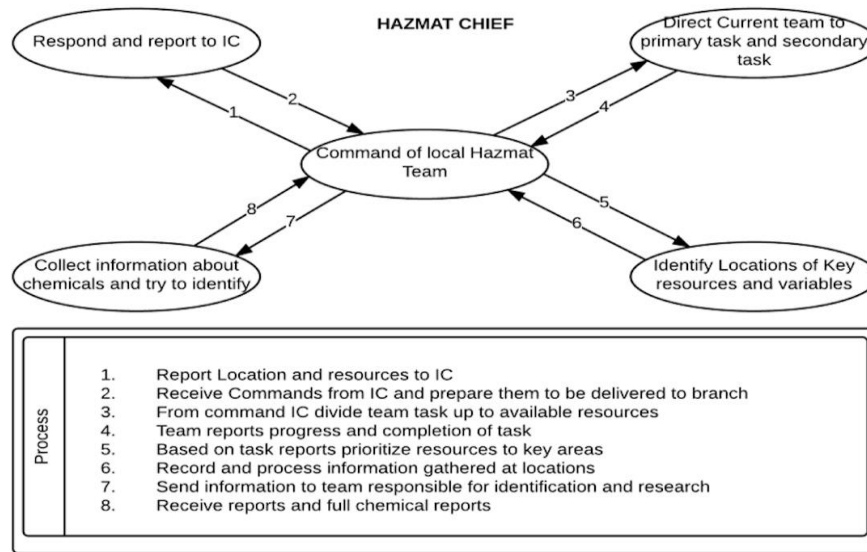 HAZMAT CHIEF
Respond and report to IC
Direct Current team to
primary task and secondary
task
1
2
3
4
Command of local Hazmat
Team
8
7
5
6
Collect information about
chemicals and try to identify
Identify Locations of Key
resources and variables
Process
1. Report Location and resources to IC
2. Receive Commands from IC and prepare them to be delivered to branch
3. From command IC divide team task up to available resources
4. Team reports progress and completion of task
5. Based on task reports prioritize resources to key areas
6. Record and process information gathered at locations
7. Send information to team responsible for identification and research
8. Receive reports and full chemical reports